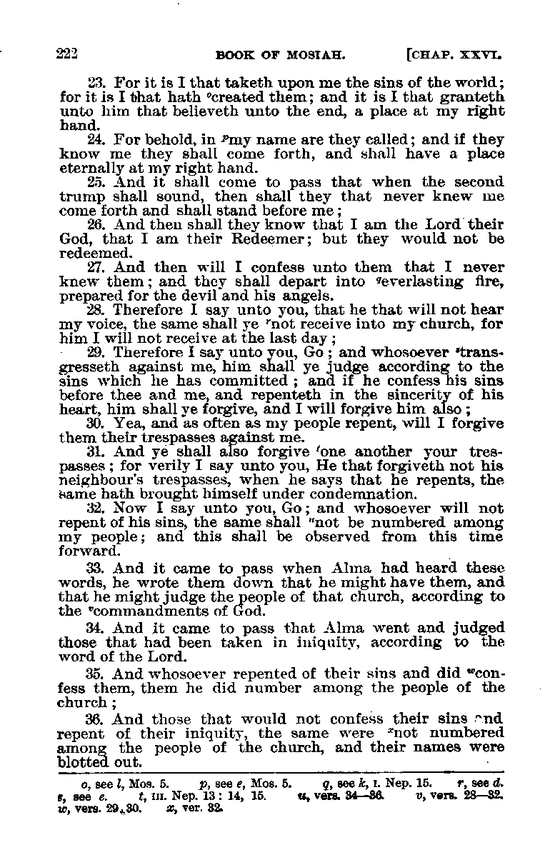 222 BOOK OF MOSIAH. [CHAP. XXVI.
23. For it is I that taketh upon me the sins of the world;
for it is I that hath ᵒcreated them; and it is I that granteth
unto him that believeth unto the end, a place at my right
hand.
24. For behold, in ᵖmy name are they called; and if they
know me they shall come forth, and shall have a place
eternally at my right hand.
25. And it shall come to pass that when the second
trump shall sound, then shall they that never knew me
come forth and shall stand before me;
26. And then shall they know that I am the Lord their
God, that I am their Redeemer; but they would not be
redeemed.
27. And then will I confess unto them that I never
knew them; and they shall depart into ᑫeverlasting fire,
prepared for the devil and his angels.
28. Therefore I say unto you, that he that will not hear
my voice, the same shall ye ʳnot receive into my church, for
him I will not receive at the last day;
29. Therefore I say unto you, Go; and whosoever ˢtrans-
gresseth against me, him shall ye judge according to the
sins which he has committed; and if he confess his sins
before thee and me, and repenteth in the sincerity of his
heart, him shall ye forgive, and I will forgive him also;
30. Yea, and as often as my people repent, will I forgive
them their trespasses against me.
31. And ye shall also forgive ᵗone another your tres-
passes; for verily I say unto you, He that forgiveth not his
neighbour's trespasses, when he says that he repents, the
same hath brought himself under condemnation.
32. Now I say unto you, Go; and whosoever will not
repent of his sins, the same shall ᵘnot be numbered among
my people; and this shall be observed from this time
forward.
33. And it came to pass when Alma had heard these
words, he wrote them down that he might have them, and
that he might judge the people of that church, according to
the ᵛcommandments of God.
34. And it came to pass that Alma went and judged
those that had been taken in iniquity, according to the
word of the Lord.
35. And whosoever repented of their sins and did ʷcon-
fess them, them he did number among the people of the
church;
36. And those that would not confess their sins and
repent of their iniquity, the same were ˣnot numbered
among the people of the church, and their names were
blotted out.
o, see l, Mos. 5. p, see e, Mos. 5. q, see k, I. Nep. 15. r, see d.
s, see e. t, III. Nep. 13: 14, 15. u, vers. 34—36. v, vers. 28—32.
w, vers. 29, 30. x, ver. 32.